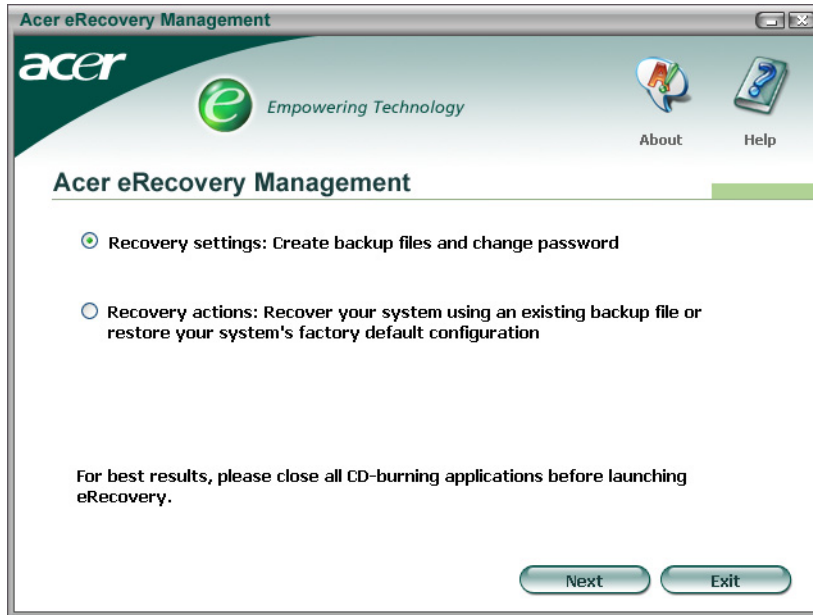 Acer eRecovery Management
acer
e Empowering Technology
About
Help
Acer eRecovery Management
Recovery settings: Create backup files and change password
Recovery actions: Recover your system using an existing backup file or
restore your system's factory default configuration
For best results, please close all CD-burning applications before launching
eRecovery.
Next
Exit